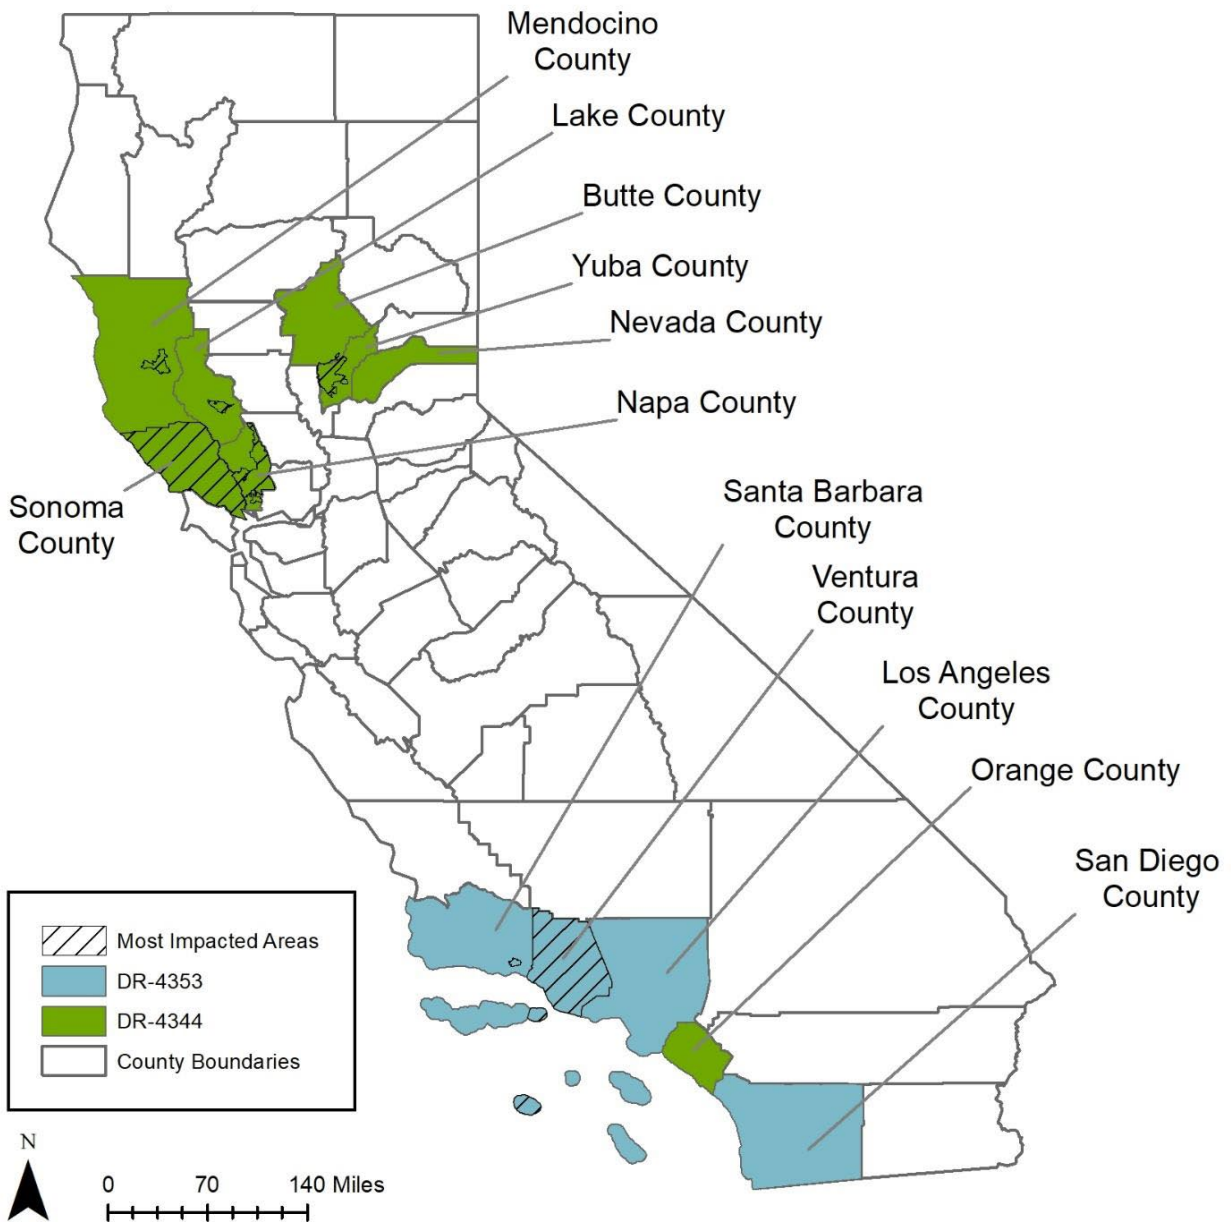 Mendocino
County
Lake County
Butte County
Yuba County
Nevada County
Napa County
Sonoma
County
Santa Barbara
County
Ventura
County
Los Angeles
County
Orange County
San Diego
County
Most Impacted Areas
DR-4353
DR-4344
County Boundaries
N
0 70 140 Miles